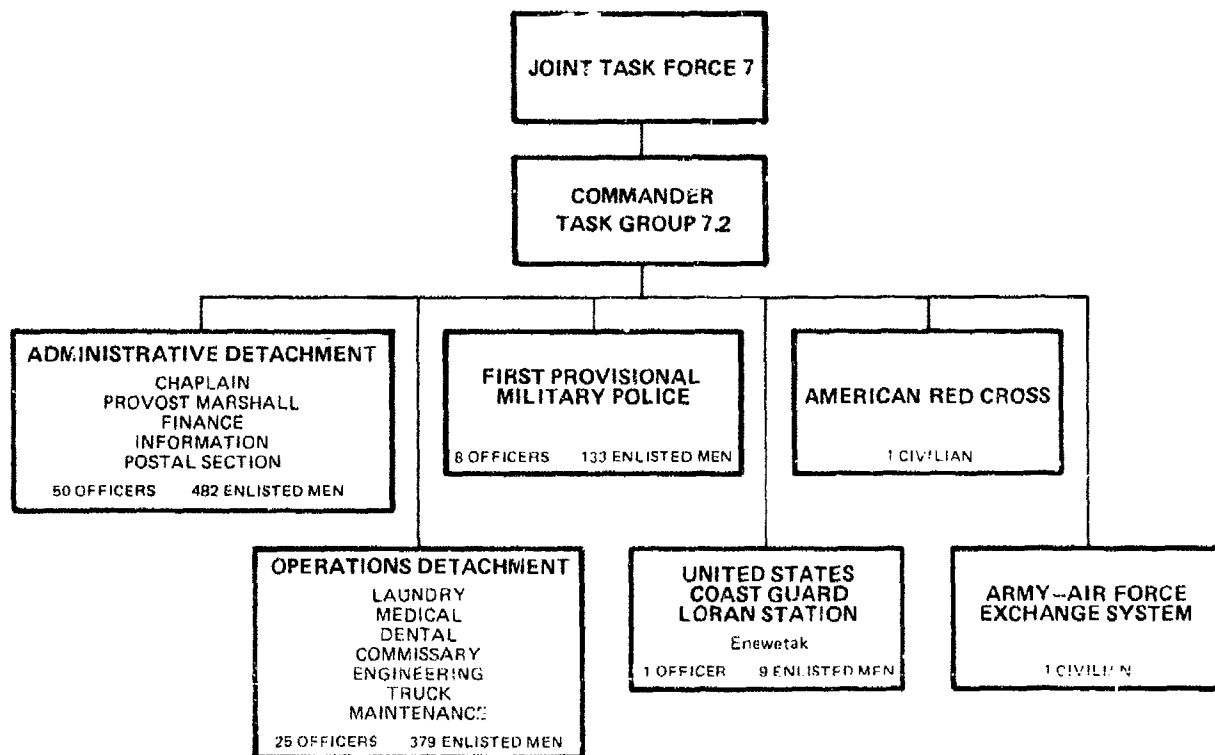 JOINT TASK FORCE 7
COMMANDER
TASK GROUP 7.2
ADMINISTRATIVE DETACHMENT
CHAPLAIN
PROVOST MARSHALL
FINANCE
INFORMATION
POSTAL SECTION
50 OFFICERS 482 ENLISTED MEN
FIRST PROVISIONAL
MILITARY POLICE
8 OFFICERS 133 ENLISTED MEN
AMERICAN RED CROSS
1 CIVILIAN
OPERATIONS DETACHMENT
LAUNDRY
MEDICAL
DENTAL
COMMISSARY
ENGINEERING
TRUCK
MAINTENANCE
25 OFFICERS 379 ENLISTED MEN
UNITED STATES
COAST GUARD
LORAN STATION
Enewetak
1 OFFICER 9 ENLISTED MEN
ARMY–AIR FORCE
EXCHANGE SYSTEM
1 CIVILIAN